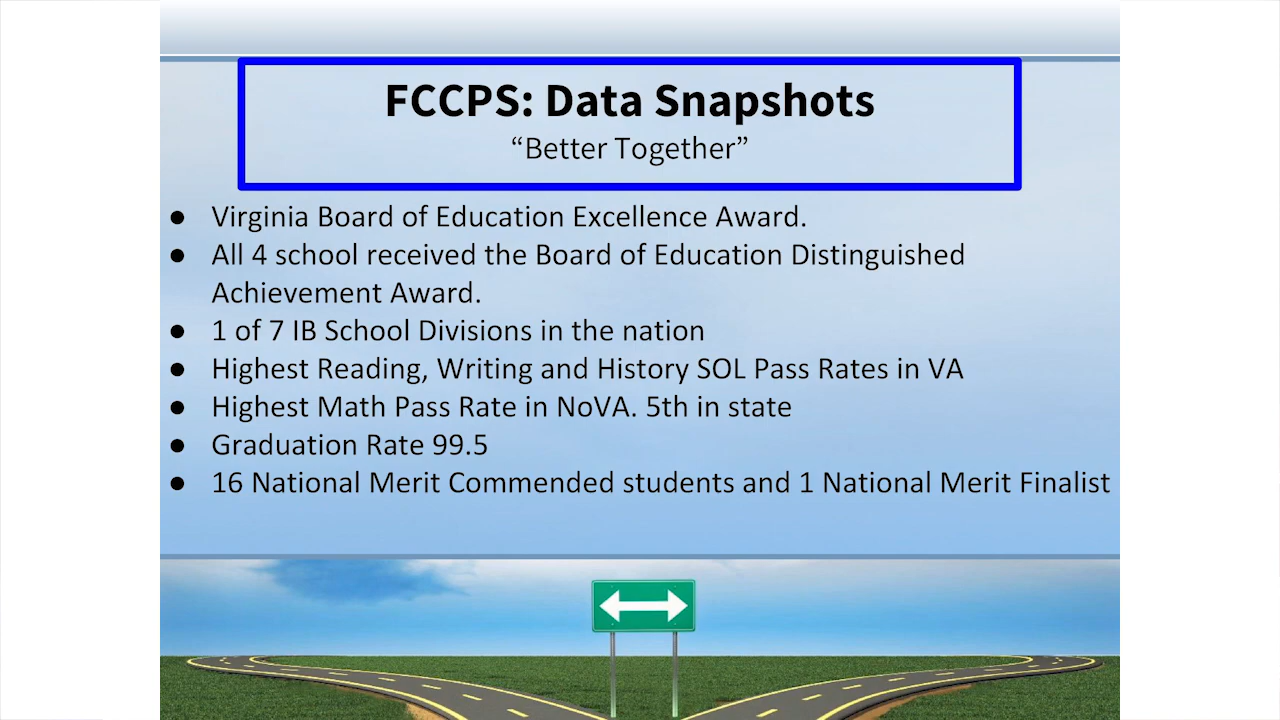 FCCPS: Data Snapshots
“Better Together”
● Virginia Board of Education Excellence Award.
● All 4 school received the Board of Education Distinguished
Achievement Award.
● 1 of 7 IB School Divisions in the nation
● Highest Reading, Writing and History SOL Pass Rates in VA
● Highest Math Pass Rate in NoVA. 5th in state
● Graduation Rate 99.5
● 16 National Merit Commended students and 1 National Merit Finalist